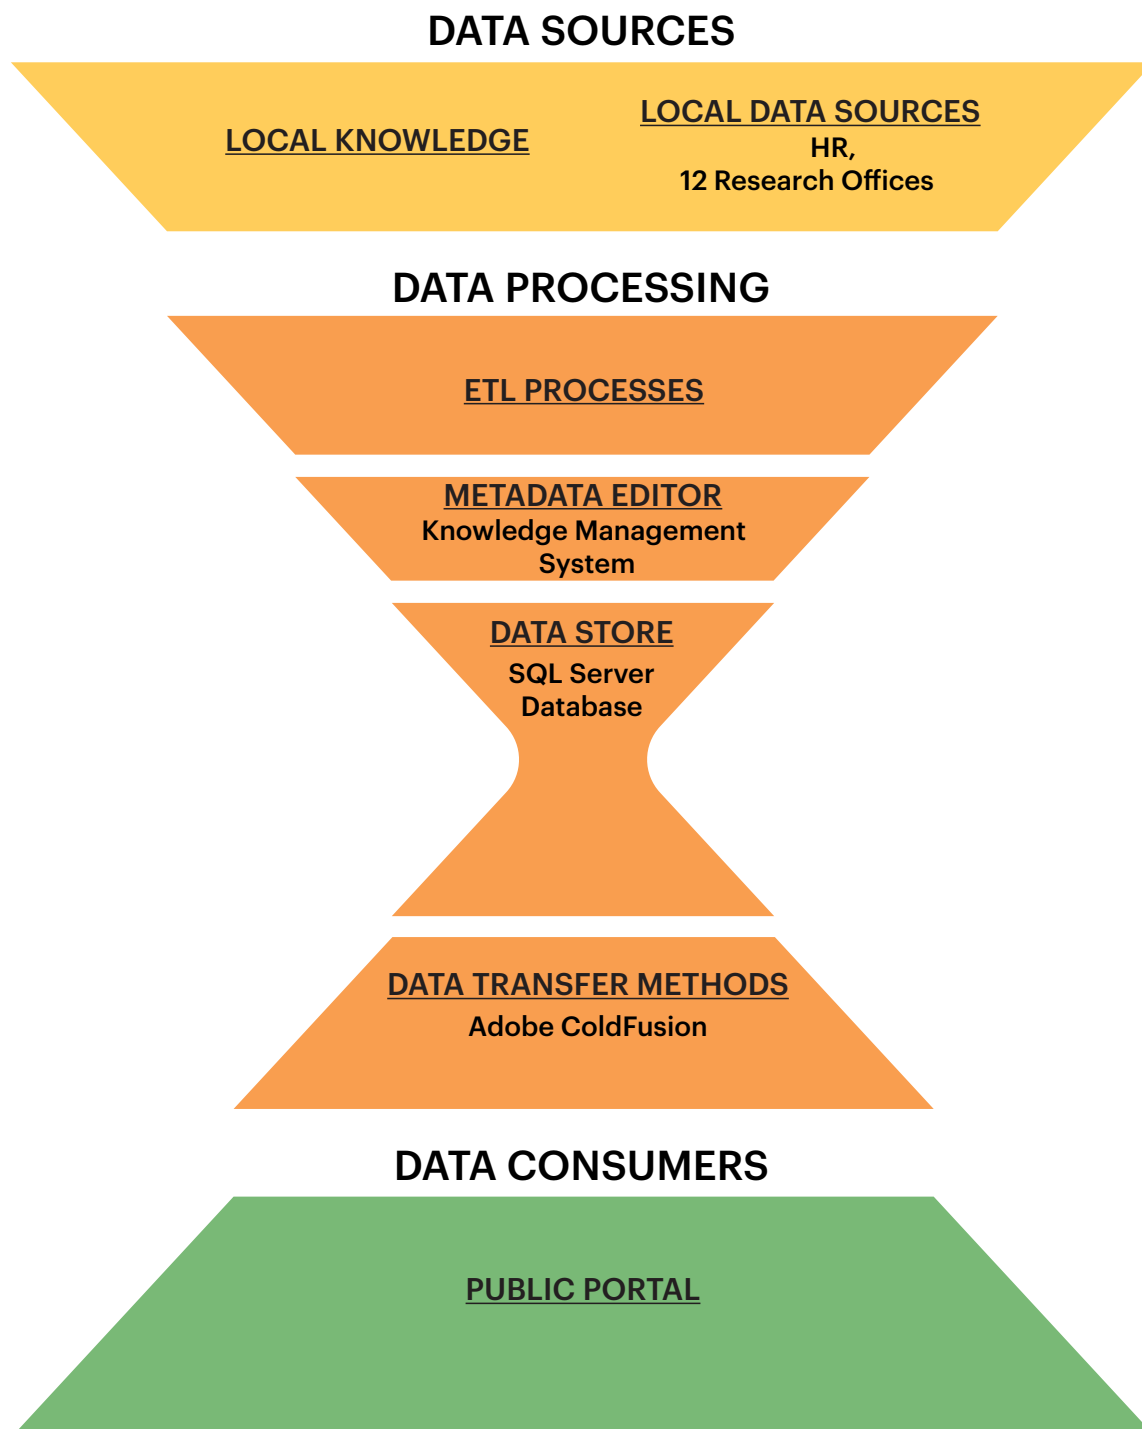 DATA SOURCES
LOCAL KNOWLEDGE
LOCAL DATA SOURCES
HR,
12 Research Offices
DATA PROCESSING
ETL PROCESSES
METADATA EDITOR
Knowledge Management
System
DATA STORE
SQL Server
Database
DATA TRANSFER METHODS
Adobe ColdFusion
DATA CONSUMERS
PUBLIC PORTAL